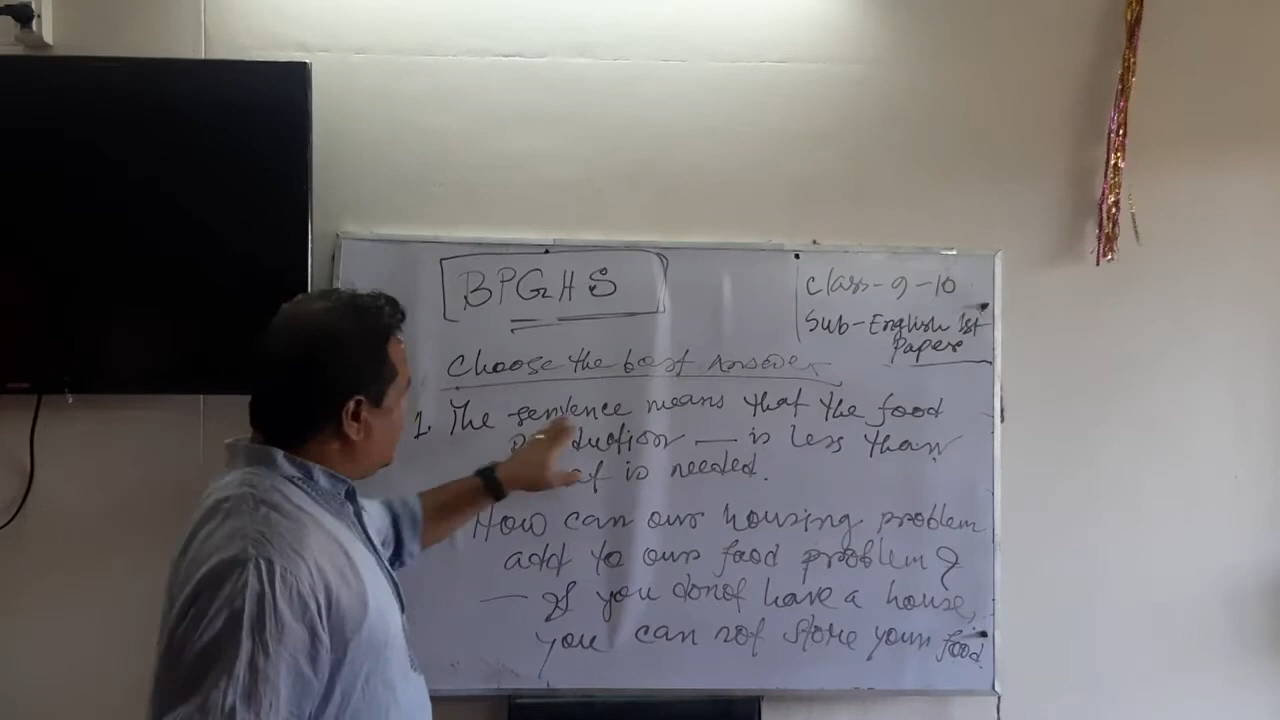 BPGHS
Class-9-10
Sub-English 1st
Paper
Choose the best Answer
1. The sentence means that the food
is less than
is needed.
How can our housing problem
add to our food problem?
— If you donot have a house,
you can not store your food.